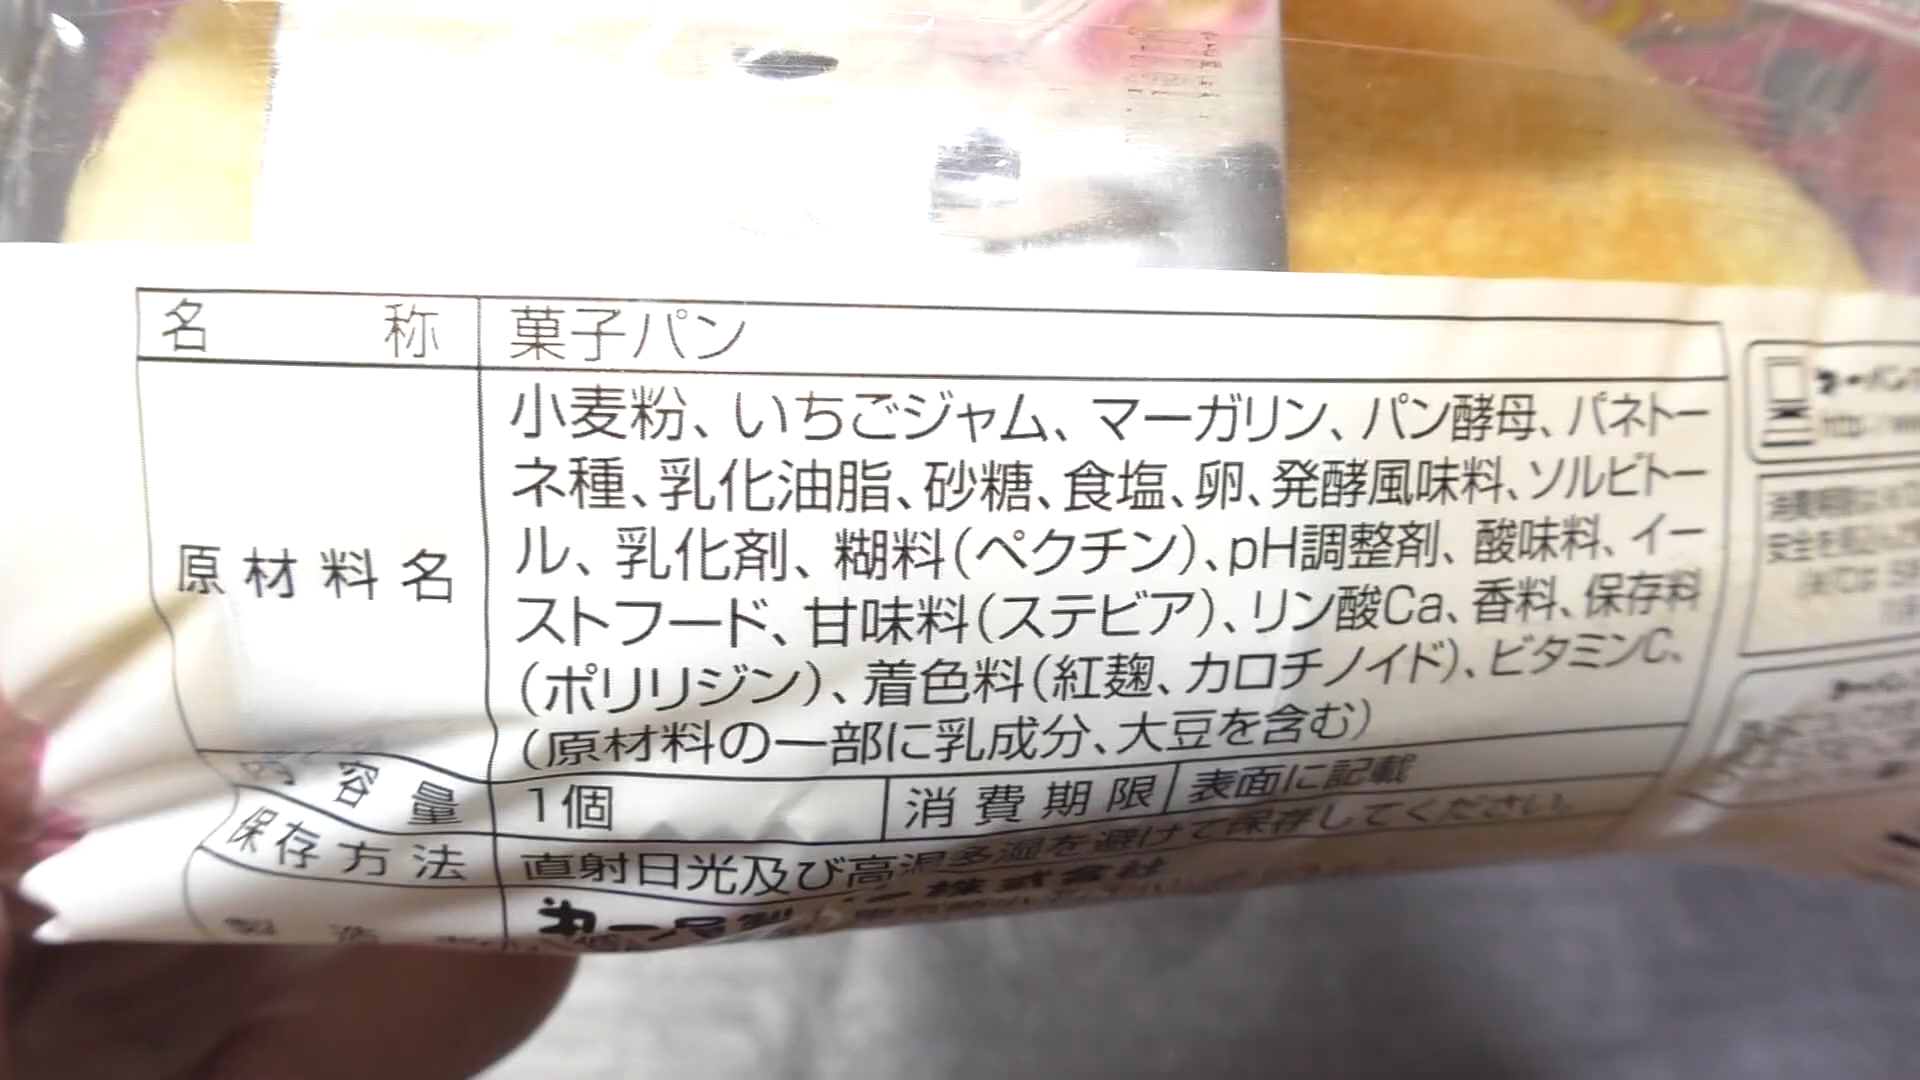 名称 菓子パン
原材料名
小麦粉、いちごジャム、マーガリン、パン酵母、パネトー
ネ種、乳化油脂、砂糖、食塩、卵、発酵風味料、ソルビトー
ル、乳化剤、糊料(ペクチン)、pH調整剤、酸味料、イー
ストフード、甘味料(ステビア)、リン酸Ca、香料、保存料
(ポリリジン)、着色料(紅麹、カロチノイド)、ビタミンC、
(原材料の一部に乳成分、大豆を含む)
内容量 1個 消費期限 表面に記載
保存方法 直射日光及び高温多湿を避けて保存してください。
株式会社